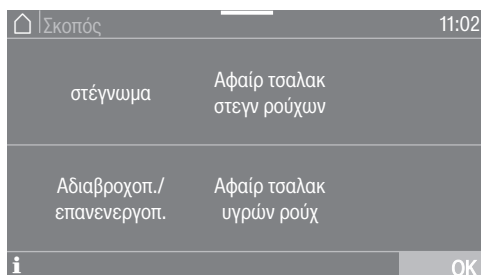 Σκοπός 11:02
στέγνωμα
Αφαίρ τσαλακ
στεγν ρούχων
Αδιαβροχοπ./
επανενεργοπ.
Αφαίρ τσαλακ
υγρών ρούχ
i OK